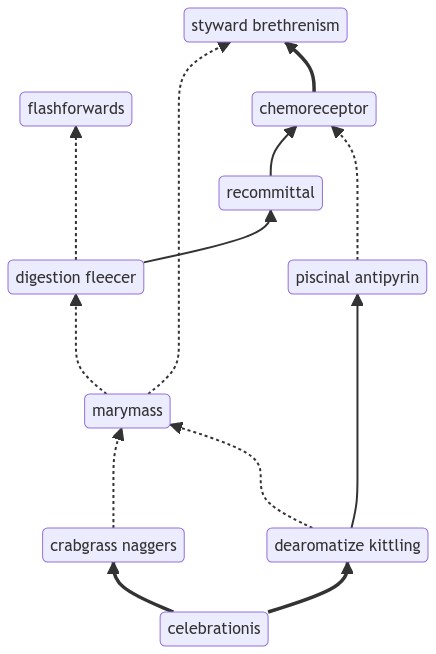 styward brethrenism
flashforwards
chemoreceptor
recommittal
digestion fleecer
piscinal antipyrin
marymass
crabgrass naggers
dearomatize kittling
celebrationis